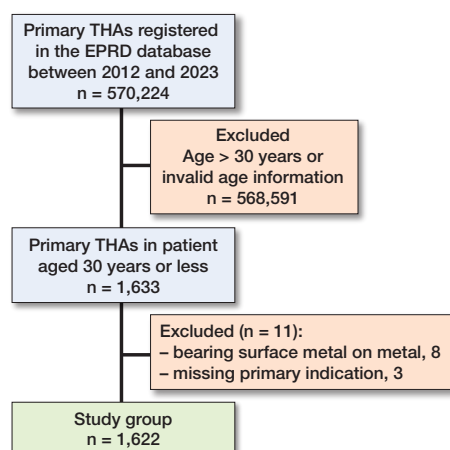 Primary THAs registered
in the EPRD database
between 2012 and 2023
n = 570,224
Excluded
Age > 30 years or
invalid age information
n = 568,591
Primary THAs in patient
aged 30 years or less
n = 1,633
Excluded (n = 11):
– bearing surface metal on metal, 8
– missing primary indication, 3
Study group
n = 1,622